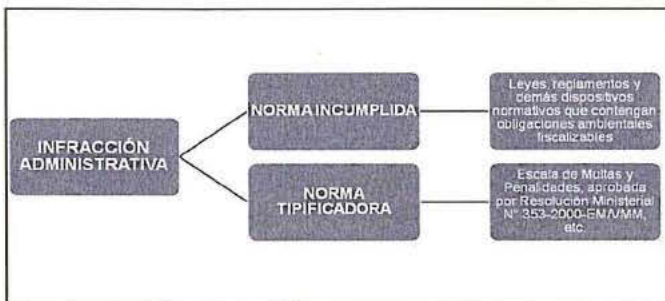 INFRACCIÓN
ADMINISTRATIVA
NORMA INCUMPLIDA
Leyes, reglamentos y
demás dispositivos
normativos que contengan
obligaciones ambientales
fiscalizables
NORMA
TIPIFICADORA
Escala de Multas y
Penalidades, aprobada
por Resolución Ministerial
N° 353-2000-EM/VMM,
etc.